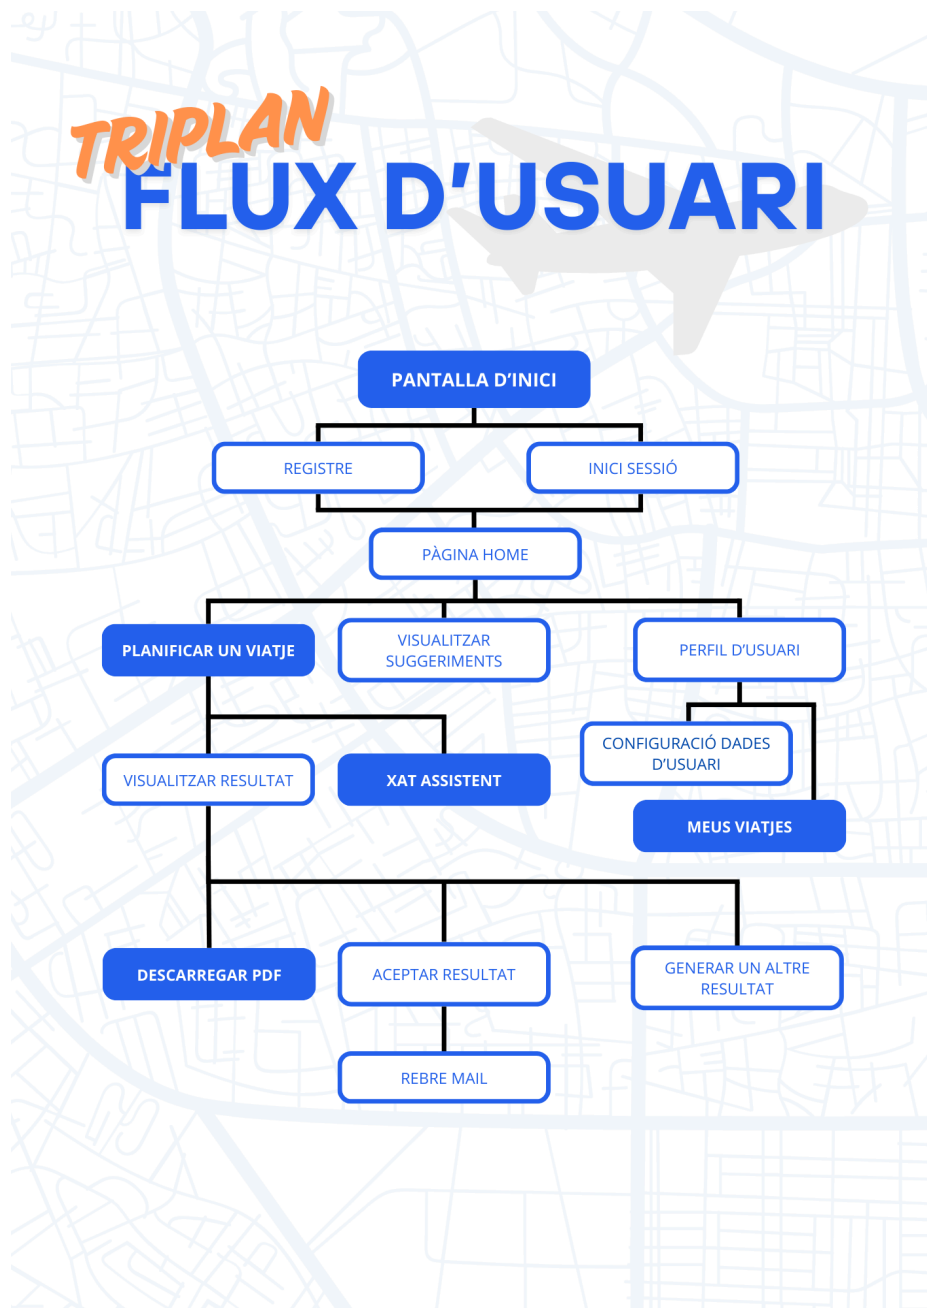 TRIPLAN
FLUX D'USUARI
PANTALLA D'INICI
REGISTRE
INICI SESSIÓ
PÀGINA HOME
PLANIFICAR UN VIATJE
VISUALITZAR
SUGGERIMENTS
PERFIL D'USUARI
VISUALITZAR RESULTAT
XAT ASSISTENT
CONFIGURACIÓ DADES
D'USUARI
MEUS VIATJES
DESCARREGAR PDF
ACEPTAR RESULTAT
GENERAR UN ALTRE
RESULTAT
REBRE MAIL